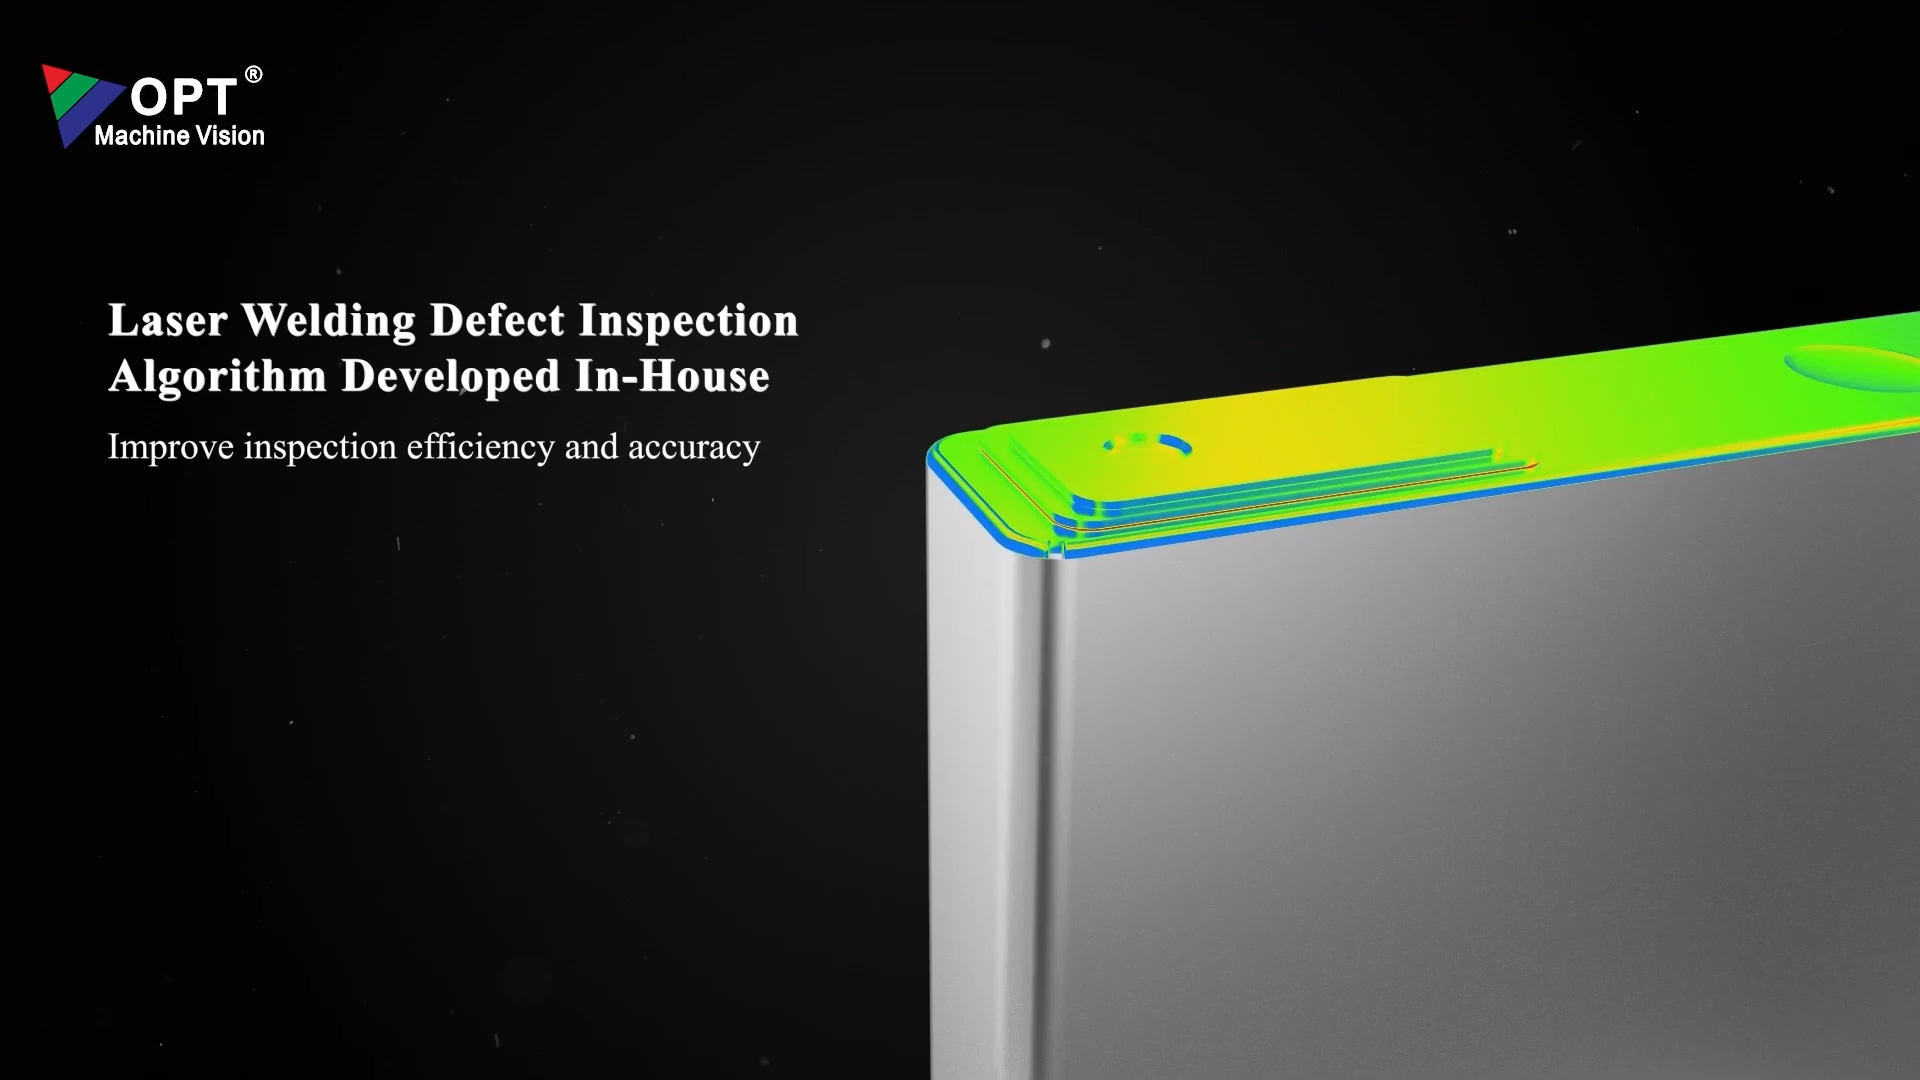 OPT®
Machine Vision
Laser Welding Defect Inspection
Algorithm Developed In-House
Improve inspection efficiency and accuracy